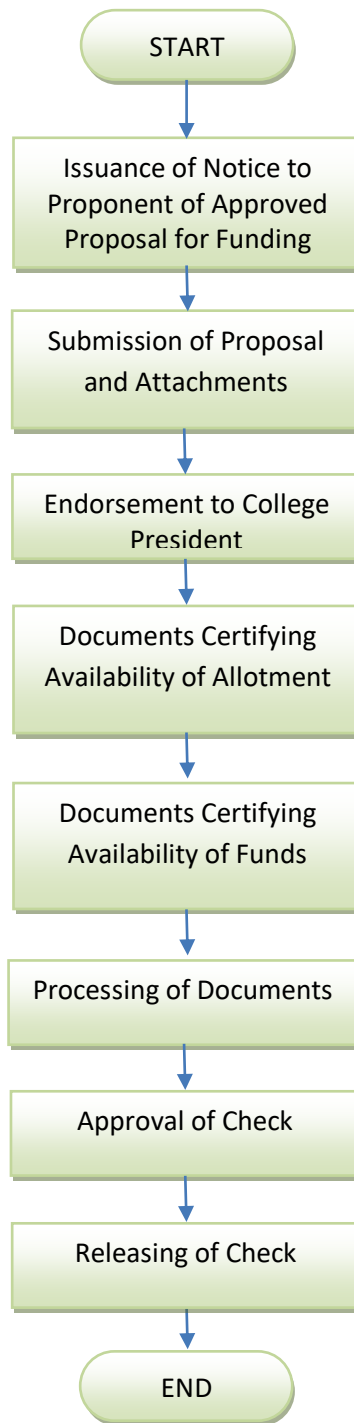 START
Issuance of Notice to
Proponent of Approved
Proposal for Funding
Submission of Proposal
and Attachments
Endorsement to College
President
Documents Certifying
Availability of Allotment
Documents Certifying
Availability of Funds
Processing of Documents
Approval of Check
Releasing of Check
END